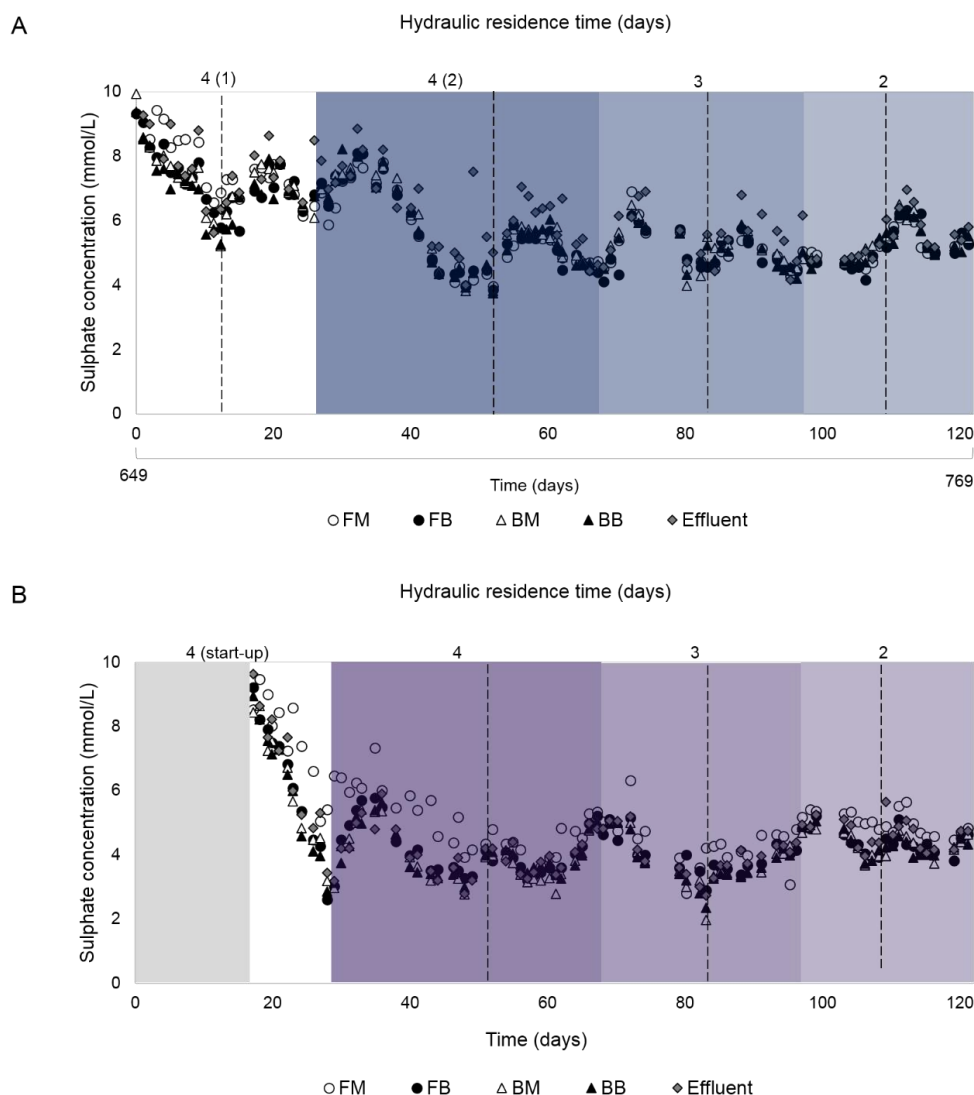 A
Hydraulic residence time (days)
4 (1) 4 (2) 3 2
Sulphate concentration (mmol/L)
10
8
6
4
2
0
0 20 40 60 80 100 120
649 769
Time (days)
FM FB BM BB Effluent
B
Hydraulic residence time (days)
4 (start-up) 4 3 2
Sulphate concentration (mmol/L)
10
8
6
4
2
0
0 20 40 60 80 100 120
Time (days)
FM FB BM BB Effluent